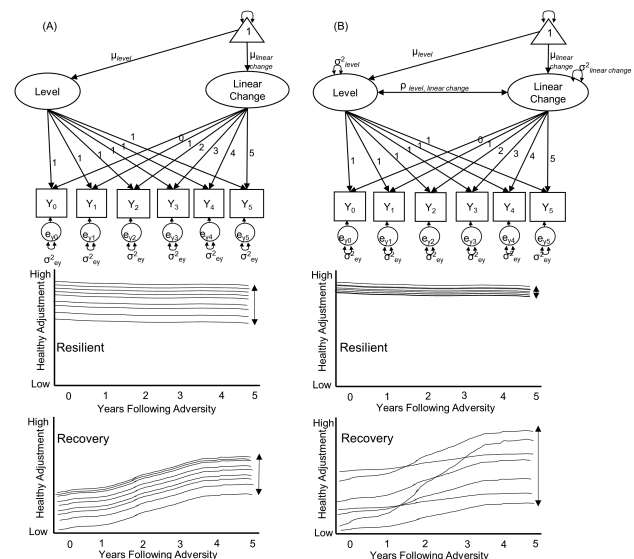 (A)
1
μlevel
μlinear change
Level
Linear Change
1 1 1 1 1 1 0 1 2 3 4 5
Y0 Y1 Y2 Y3 Y4 Y5
ey0 ey1 ey2 ey3 ey4 ey5
σ²ey σ²ey σ²ey σ²ey σ²ey σ²ey
High
Healthy Adjustment
Resilient
Low
0 1 2 3 4 5
Years Following Adversity
High
Healthy Adjustment
Recovery
Low
0 1 2 3 4 5
Years Following Adversity
(B)
1
σ²level
μlevel
μlinear change
σ²linear change
Level
ρ level, linear change
Linear Change
1 1 1 1 1 1 0 1 2 3 4 5
Y0 Y1 Y2 Y3 Y4 Y5
ey0 ey1 ey2 ey3 ey4 ey5
σ²ey σ²ey σ²ey σ²ey σ²ey σ²ey
High
Healthy Adjustment
Resilient
Low
0 1 2 3 4 5
Years Following Adversity
High
Healthy Adjustment
Recovery
Low
0 1 2 3 4 5
Years Following Adversity